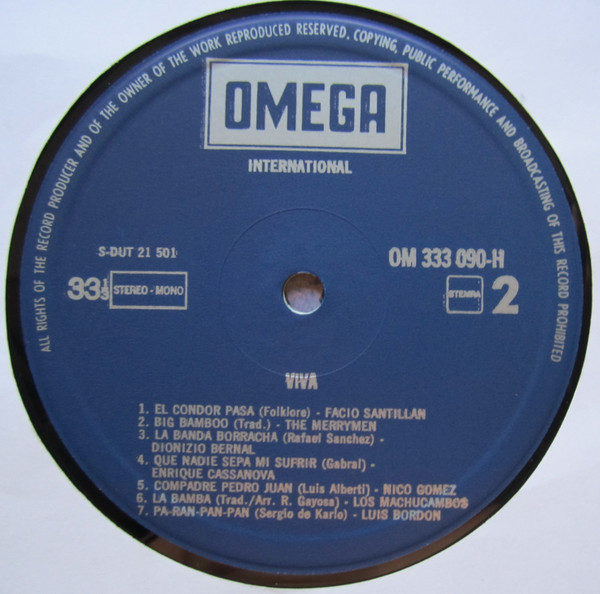 ALL RIGHTS OF THE RECORD PRODUCER AND OF THE OWNER OF THE WORK REPRODUCED RESERVED. COPYING, PUBLIC PERFORMANCE AND BROADCASTING OF THIS RECORD PROHIBITED
OMEGA
INTERNATIONAL
S-DUT 21 501
OM 333 090-H
33⅓ STEREO - MONO
STEMRA 2
VIVA
1. EL CONDOR PASA (Folklore) - FACIO SANTILLAN
2. BIG BAMBOO (Trad.) - THE MERRYMEN
3. LA BANDA BORRACHA (Rafael Sanchez) -
DIONIZIO BERNAL
4. QUE NADIE SEPA MI SUFRIR (Gabral) -
ENRIQUE CASSANOVA
5. COMPADRE PEDRO JUAN (Luis Alberti) - NICO GOMEZ
6. LA BAMBA (Trad./Arr. R. Gayosa) - LOS MACHUCAMBOS
7. PA-RAN-PAN-PAN (Sergio de Karlo) - LUIS BORDON